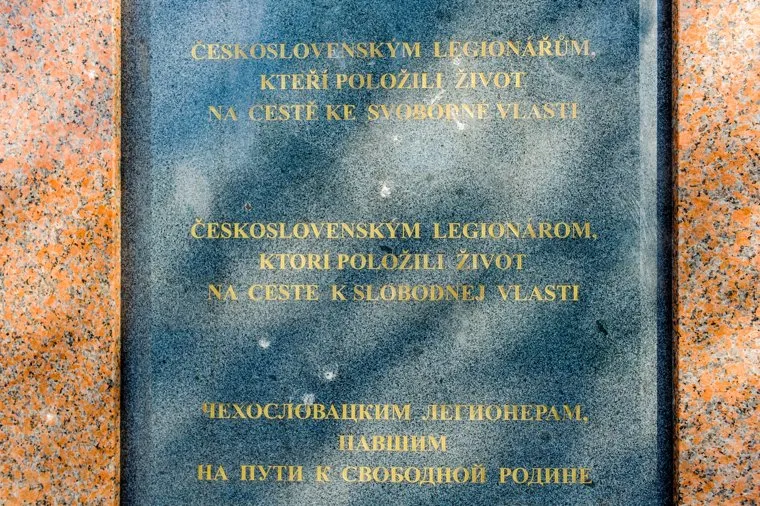 ČESKOSLOVENSKÝM LEGIONÁŘŮM,
KTEŘÍ POLOŽILI ŽIVOT
NA CESTĚ KE SVOBODNÉ VLASTI
ČESKOSLOVENSKÝM LEGIONÁROM,
KTORÍ POLOŽILI ŽIVOT
NA CESTE K SLOBODNEJ VLASTI
ЧЕХОСЛОВАЦКИМ ЛЕГИОНЕРАМ,
ПАВШИМ
НА ПУТИ К СВОБОДНОЙ РОДИНЕ